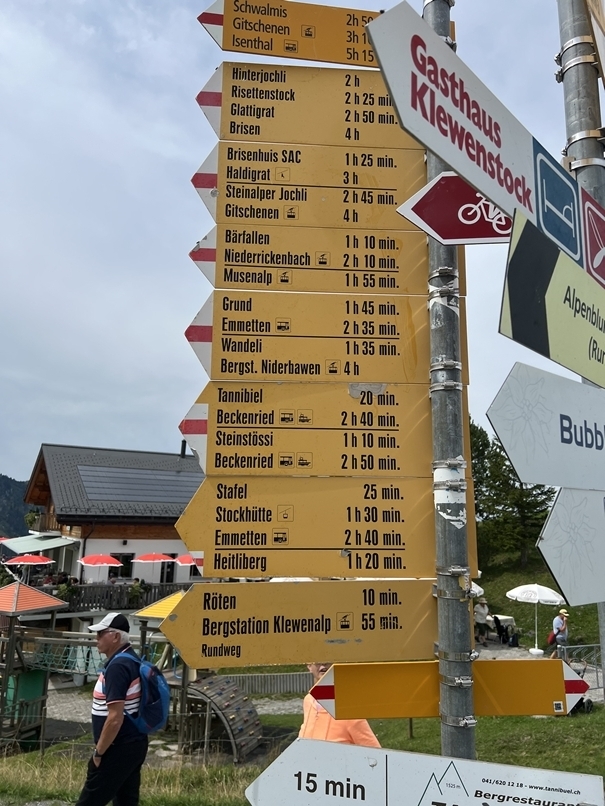 Schwalmis 2h 50
Gitschenen 3h 1
Isenthal 5h 15
Hinterjochli 2 h
Risettenstock 2 h 25 min.
Glattigrat 2 h 50 min.
Brisen 4 h
Brisenhuis SAC 1 h 25 min.
Haldigrat 3 h
Steinalper Jochli 2 h 45 min.
Gitschenen 4 h
Bärfallen 1 h 10 min.
Niederrickenbach 2 h 10 min.
Musenalp 1 h 55 min.
Grund 1 h 45 min.
Emmetten 2 h 35 min.
Wandeli 1 h 35 min.
Bergst. Niderbawen 4 h
Tannibiel 20 min.
Beckenried 2 h 40 min.
Steinstössi 1 h 10 min.
Beckenried 2 h 50 min.
Stafel 25 min.
Stockhütte 1 h 30 min.
Emmetten 2 h 40 min.
Heitliberg 1 h 20 min.
Röten 10 min.
Bergstation Klewenalp 55 min.
Rundweg
Gasthaus
Klewenstock
Alpenblu
(Ru
Bubb
15 min
1525 m
041/620 12 18 - www.tannibuel.ch
Bergrestaura